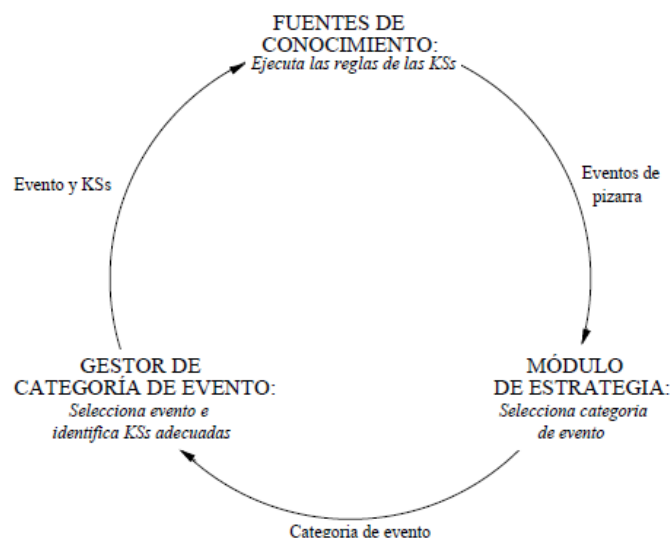 FUENTES DE
CONOCIMIENTO:
Ejecuta las reglas de las KSs
Evento y KSs
Eventos de
pizarra
GESTOR DE
CATEGORÍA DE EVENTO:
Selecciona evento e
identifica KSs adecuadas
MÓDULO
DE ESTRATEGIA:
Selecciona categoria
de evento
Categoria de evento